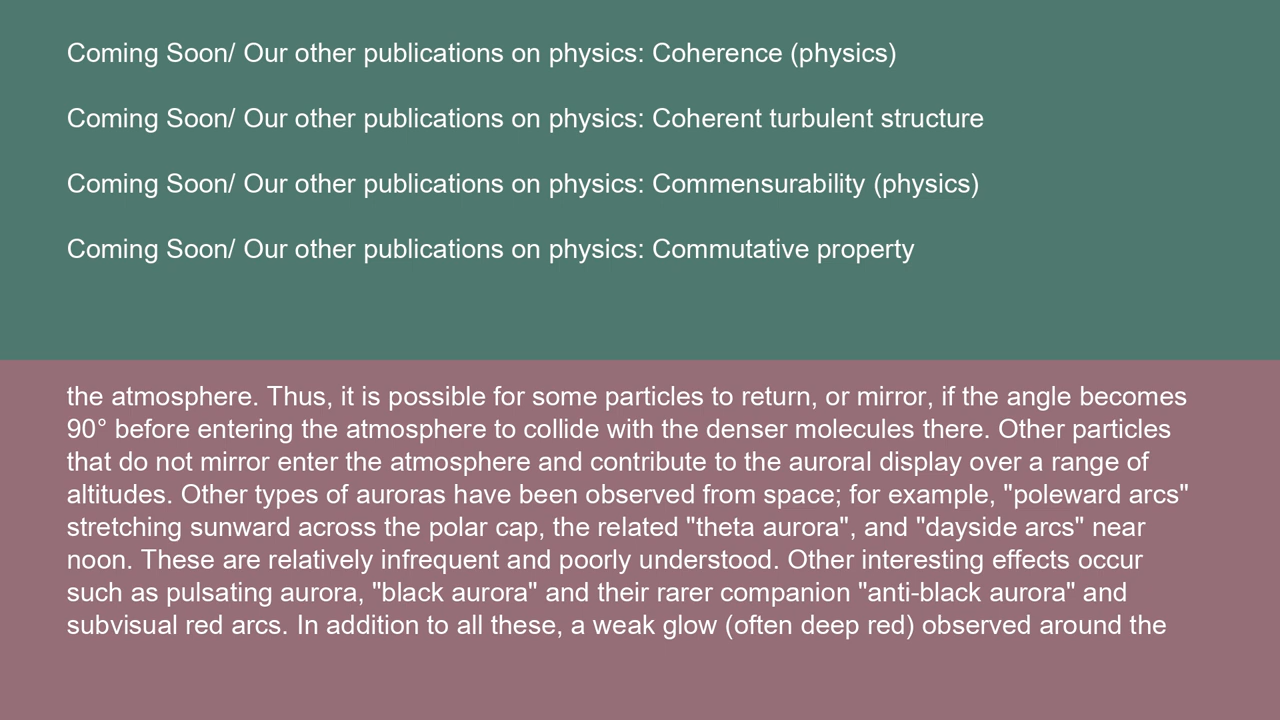 Coming Soon/ Our other publications on physics: Coherence (physics)
Coming Soon/ Our other publications on physics: Coherent turbulent structure
Coming Soon/ Our other publications on physics: Commensurability (physics)
Coming Soon/ Our other publications on physics: Commutative property
the atmosphere. Thus, it is possible for some particles to return, or mirror, if the angle becomes
90° before entering the atmosphere to collide with the denser molecules there. Other particles
that do not mirror enter the atmosphere and contribute to the auroral display over a range of
altitudes. Other types of auroras have been observed from space; for example, "poleward arcs"
stretching sunward across the polar cap, the related "theta aurora", and "dayside arcs" near
noon. These are relatively infrequent and poorly understood. Other interesting effects occur
such as pulsating aurora, "black aurora" and their rarer companion "anti-black aurora" and
subvisual red arcs. In addition to all these, a weak glow (often deep red) observed around the